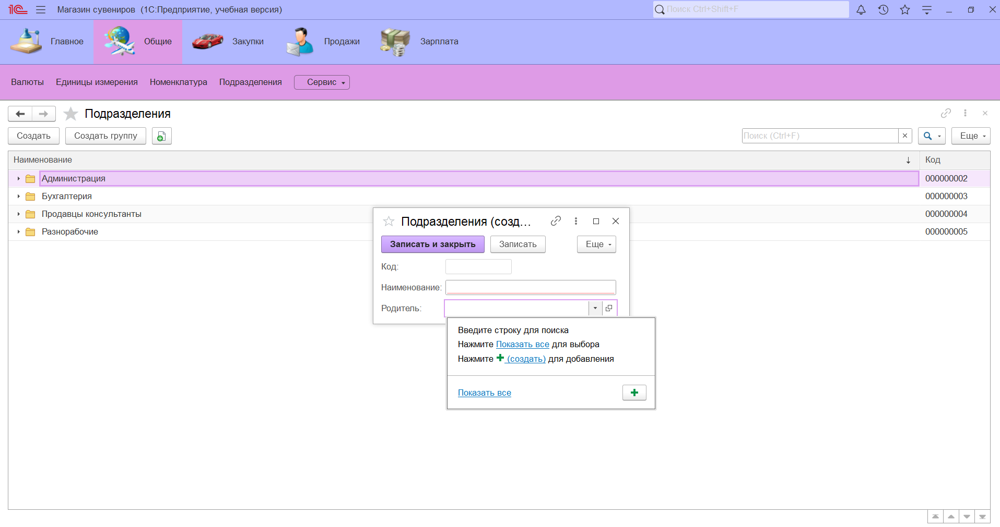 Магазин сувениров (1С:Предприятие, учебная версия)
Поиск Ctrl+Shift+F
Главное
Общие
Закупки
Продажи
Зарплата
Валюты
Единицы измерения
Номенклатура
Подразделения
Сервис
Подразделения
Создать
Создать группу
Поиск (Ctrl+F)
Еще
Наименование
Код
Администрация
000000002
Бухгалтерия
000000003
Продавцы консультанты
000000004
Разнорабочие
000000005
Подразделения (созд...
Записать и закрыть
Записать
Еще
Код:
Наименование:
Родитель:
Введите строку для поиска
Нажмите Показать все для выбора
Нажмите (создать) для добавления
Показать все